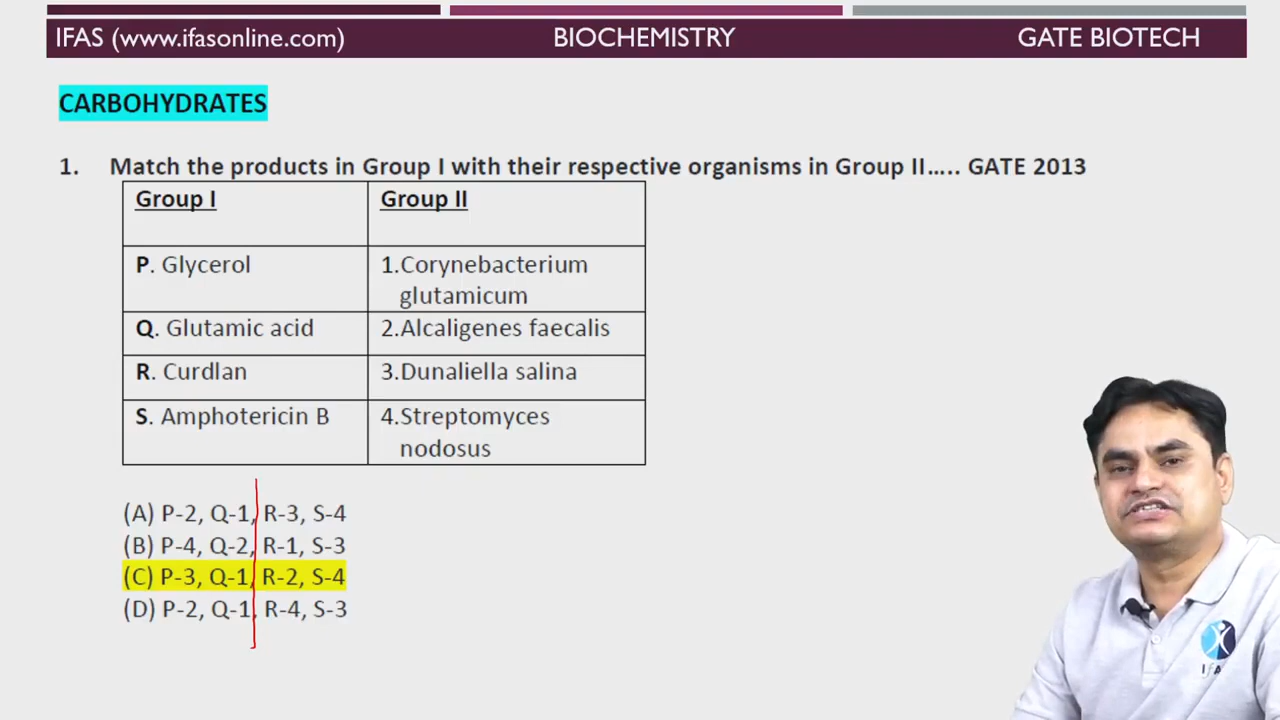 IFAS (www.ifasonline.com) BIOCHEMISTRY GATE BIOTECH
CARBOHYDRATES
1. Match the products in Group I with their respective organisms in Group II..... GATE 2013
Group I Group II
P. Glycerol 1.Corynebacterium
glutamicum
Q. Glutamic acid 2.Alcaligenes faecalis
R. Curdlan 3.Dunaliella salina
S. Amphotericin B 4.Streptomyces
nodosus
(A) P-2, Q-1, R-3, S-4
(B) P-4, Q-2, R-1, S-3
(C) P-3, Q-1, R-2, S-4
(D) P-2, Q-1, R-4, S-3
IFAS